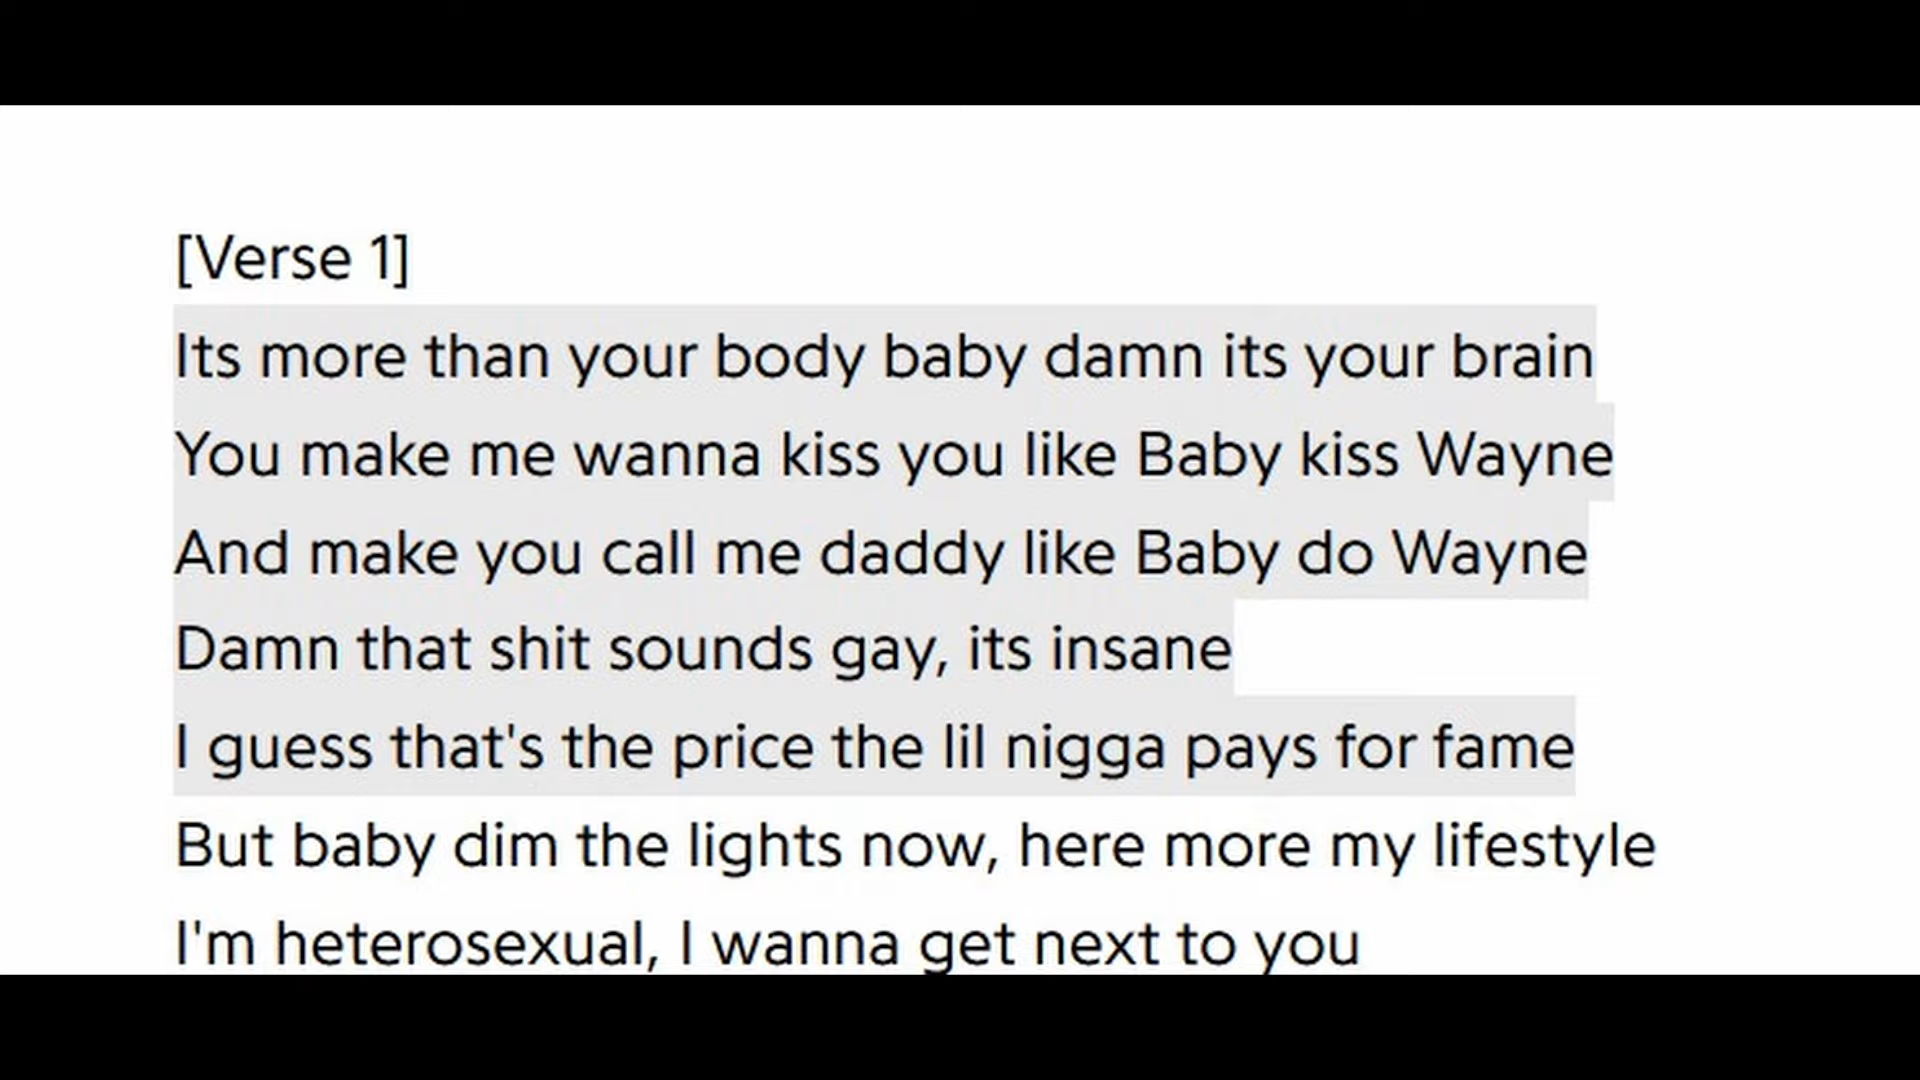 [Verse 1]
Its more than your body baby damn its your brain
You make me wanna kiss you like Baby kiss Wayne
And make you call me daddy like Baby do Wayne
Damn that shit sounds gay, its insane
I guess that's the price the lil nigga pays for fame
But baby dim the lights now, here more my lifestyle
I'm heterosexual, I wanna get next to you